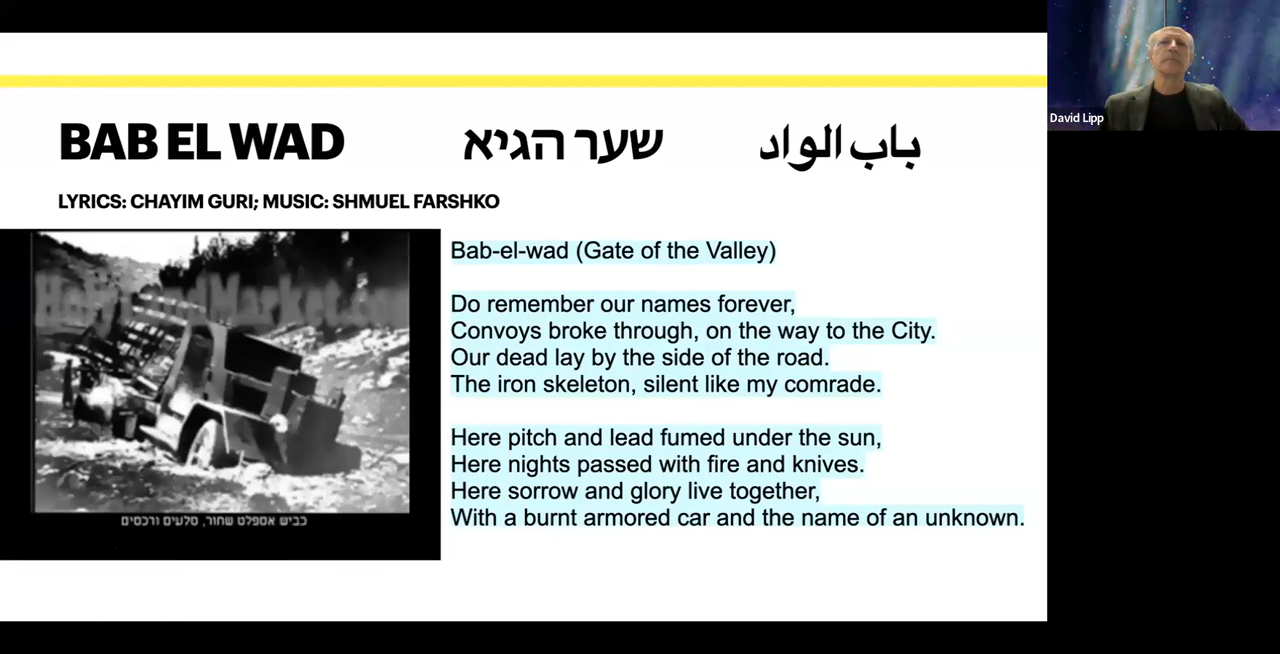 BAB EL WAD
שער הגיא
باب الواد
LYRICS: CHAYIM GURI; MUSIC: SHMUEL FARSHKO
Bab-el-wad (Gate of the Valley)
Do remember our names forever,
Convoys broke through, on the way to the City.
Our dead lay by the side of the road.
The iron skeleton, silent like my comrade.
Here pitch and lead fumed under the sun,
Here nights passed with fire and knives.
Here sorrow and glory live together,
With a burnt armored car and the name of an unknown.
כביש אספלט שחור, סלעים ורכסים
David Lipp